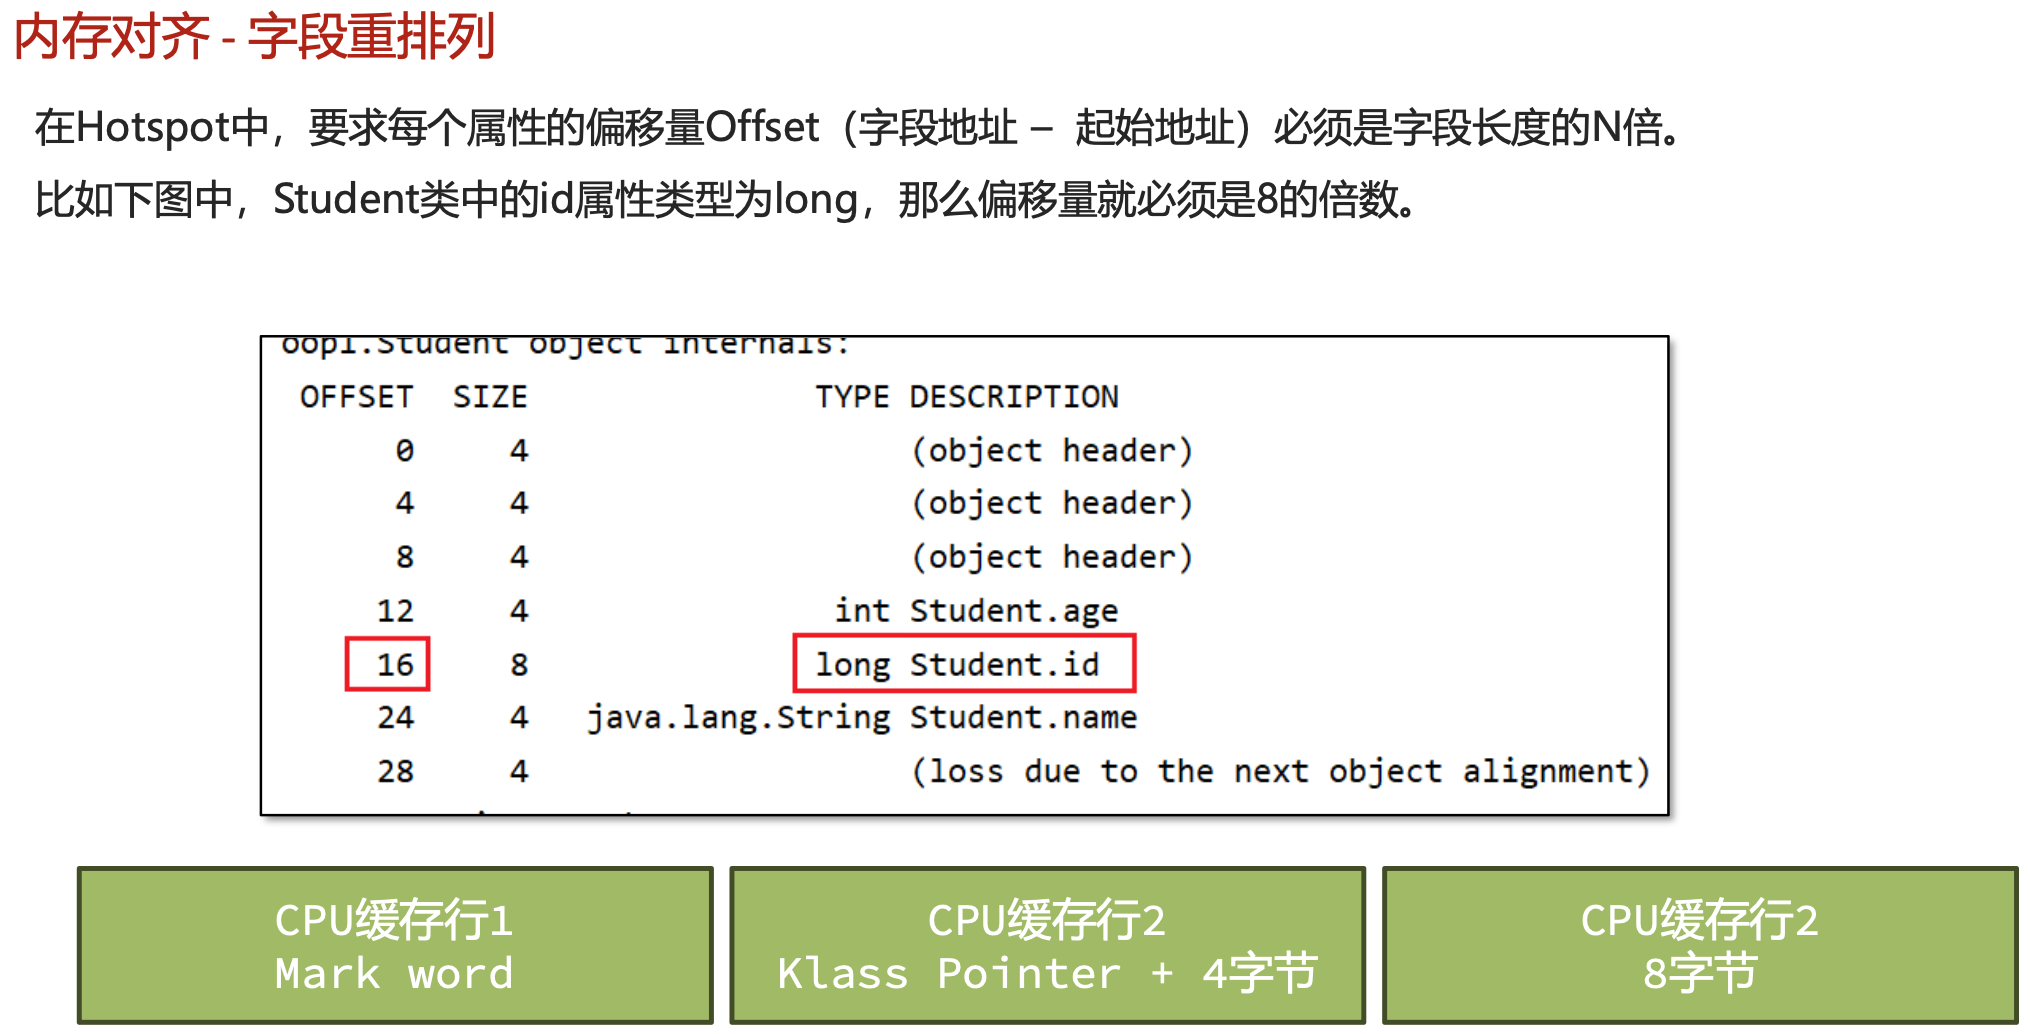 内存对齐 - 字段重排列
在Hotspot中，要求每个属性的偏移量Offset（字段地址 – 起始地址）必须是字段长度的N倍。
比如下图中，Student类中的id属性类型为long，那么偏移量就必须是8的倍数。
oop1.Student object internals:
OFFSET SIZE TYPE DESCRIPTION
0 4 (object header)
4 4 (object header)
8 4 (object header)
12 4 int Student.age
16 8 long Student.id
24 4 java.lang.String Student.name
28 4 (loss due to the next object alignment)
CPU缓存行1
Mark word
CPU缓存行2
Klass Pointer + 4字节
CPU缓存行2
8字节